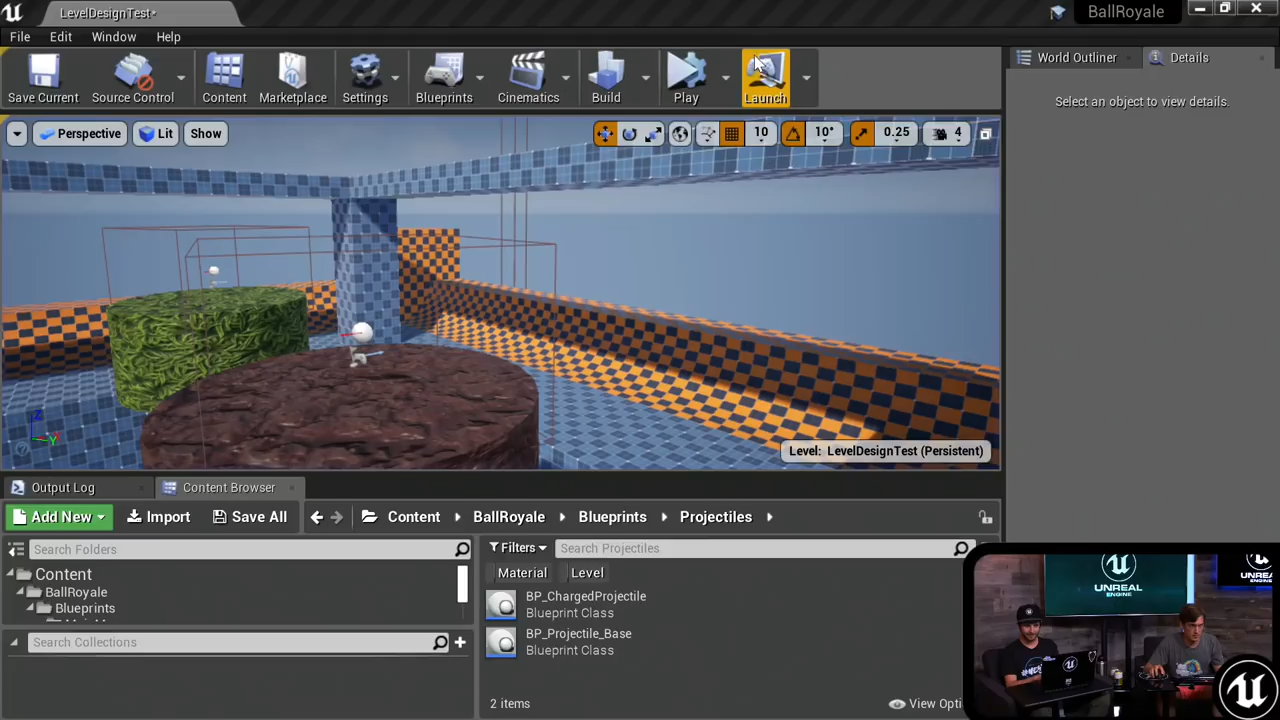 LevelDesignTest*
BallRoyale
File Edit Window Help
Save Current Source Control Content Marketplace Settings Blueprints Cinematics Build Play Launch
World Outliner Details
Select an object to view details.
Perspective Lit Show 10 10° 0.25 4
Z
Y
Level: LevelDesignTest (Persistent)
Output Log Content Browser
Add New Import Save All Content BallRoyale Blueprints Projectiles
Search Folders
Filters Search Projectiles
Content
BallRoyale
Blueprints
Material Level
BP_ChargedProjectile
Blueprint Class
BP_Projectile_Base
Blueprint Class
Search Collections
2 items
View Opti
UNREAL
ENGINE